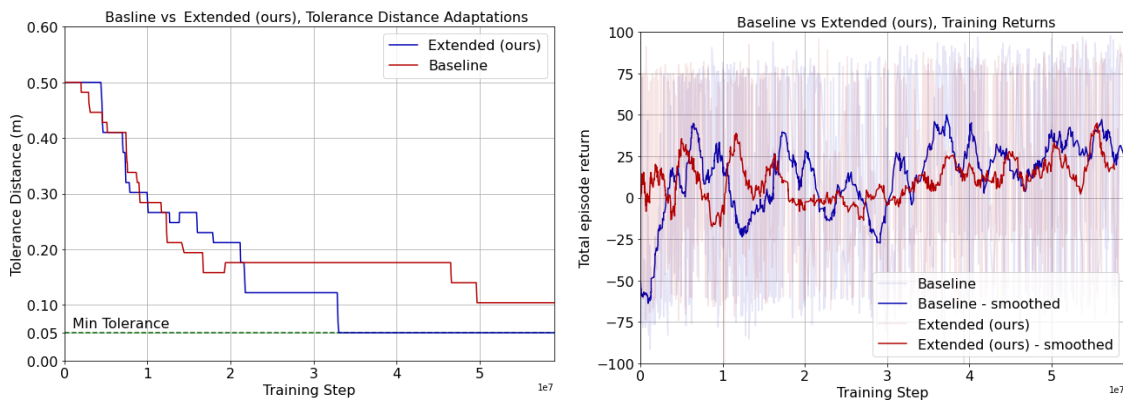 Basline vs  Extended (ours), Tolerance Distance Adaptations
0.60
0.50
0.40
0.30
0.20
0.10
0.05
0.00
Tolerance Distance (m)
Extended (ours)
Baseline
Min Tolerance
0 1 2 3 4 5
1e7
Training Step
Baseline vs Extended (ours), Training Returns
100
75
50
25
0
−25
−50
−75
−100
Total episode return
Baseline
Baseline - smoothed
Extended (ours)
Extended (ours) - smoothed
0 1 2 3 4 5
1e7
Training Step